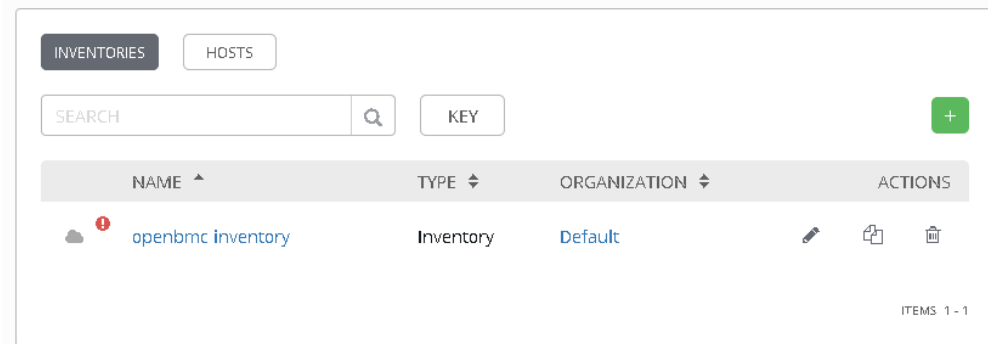 INVENTORIES HOSTS
SEARCH KEY +
NAME TYPE ORGANIZATION ACTIONS
openbmc inventory Inventory Default
ITEMS 1 - 1